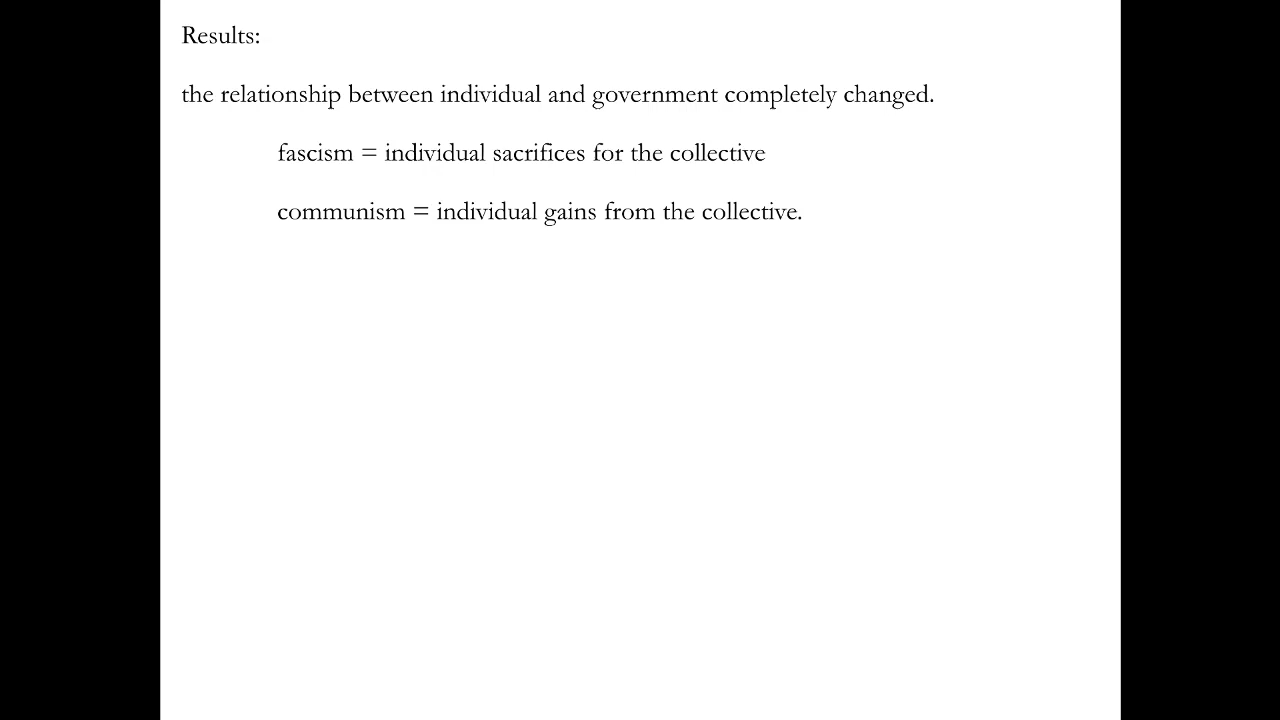 Results:
the relationship between individual and government completely changed.
fascism = individual sacrifices for the collective
communism = individual gains from the collective.